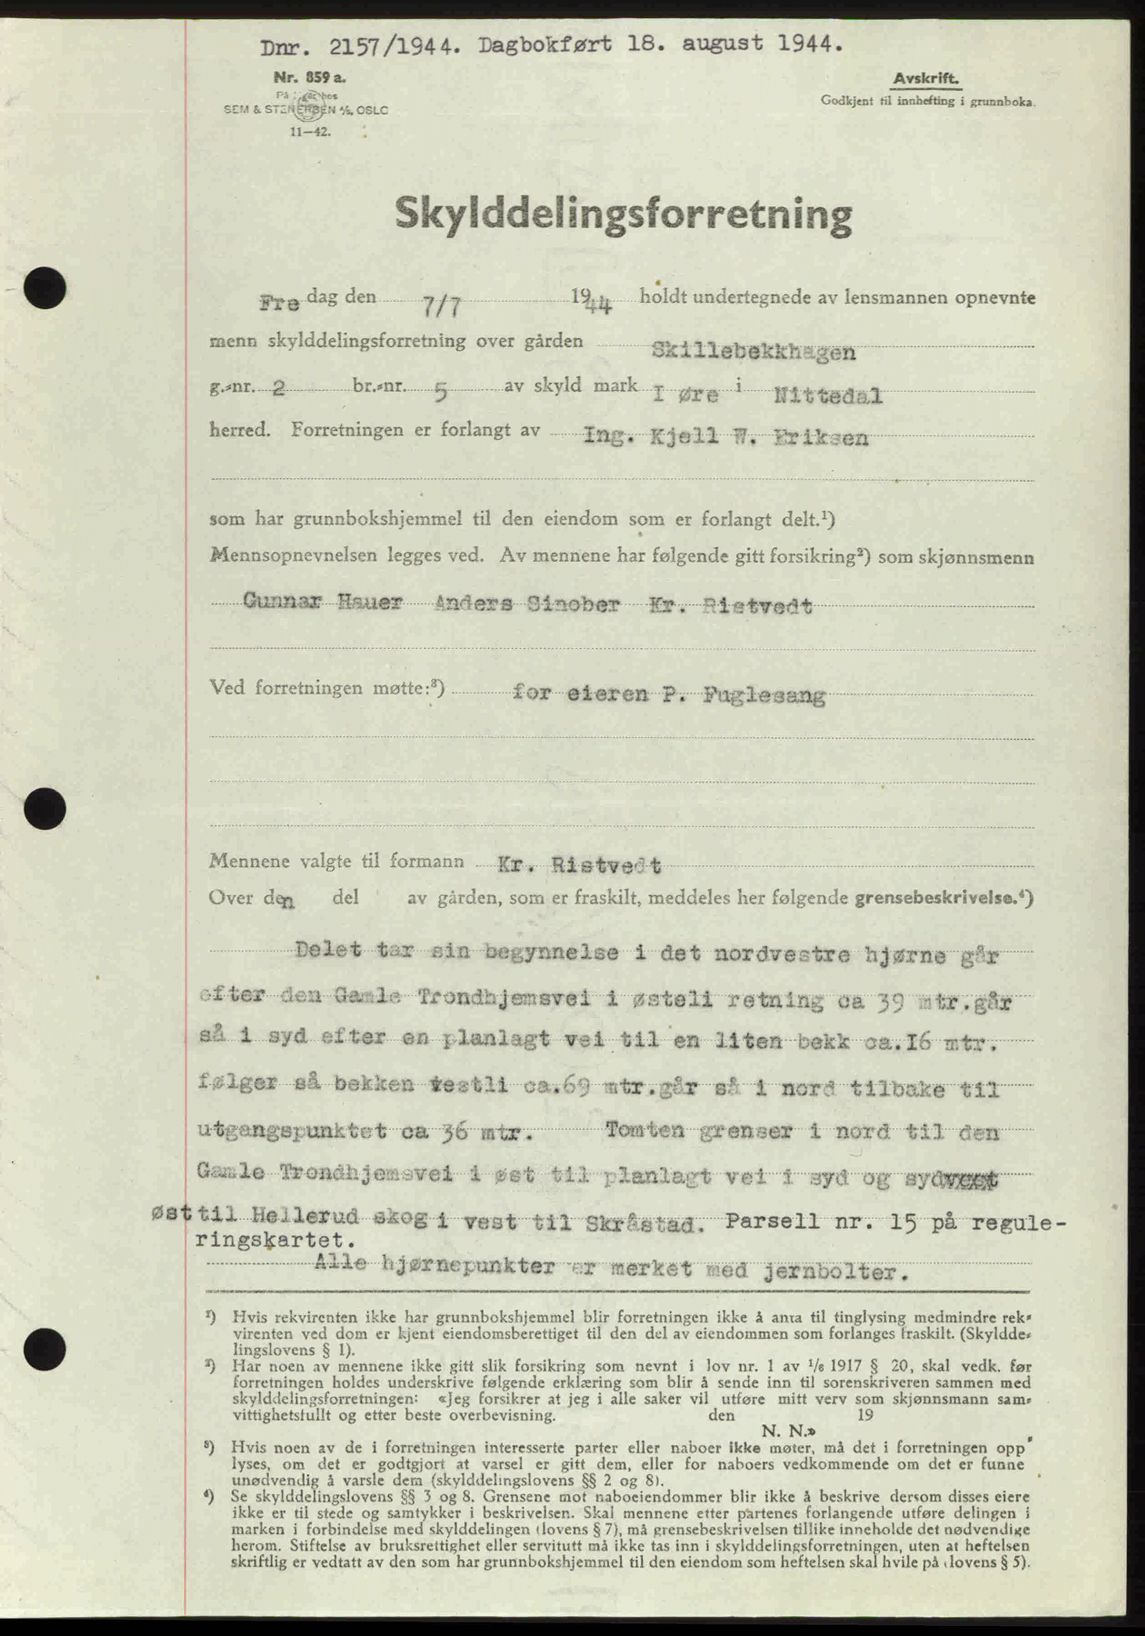 Dnr. 2157/1944. Dagbokført 18. august 1944.
Nr. 859 a.
Avskrift.
SEM & STENERSEN A/S, OSLO
Godkjent til innhefting i grunnboka.
11-42.
Skylddelingsforretning
Fre dag den 7/7 1944 holdt undertegnede av lensmannen opnevnte
menn skylddelingsforretning over gården Skillebekkhagen
g.-nr. 2 br.-nr. 5 av skyld mark I øre i Nittedal
herred. Forretningen er forlangt av Ing. Kjell W. Eriksen
som har grunnbokshjemmel til den eiendom som er forlangt delt.¹)
Mennsopnevnelsen legges ved. Av mennene har følgende gitt forsikring²) som skjønnsmenn
Gunnar Hauer Anders Sinober Kr. Ristvedt
Ved forretningen møtte:³) for eieren P. Fuglesang
Mennene valgte til formann Kr. Ristvedt
Over den del av gården, som er fraskilt, meddeles her følgende grensebeskrivelse.⁴)
Delet tar sin begynnelse i det nordvestre hjørne går
efter den Gamle Trondhjemsvei i østeli retning ca 39 mtr.går
så i syd efter en planlagt vei til en liten bekk ca.I6 mtr.
følger så bekken vestli ca.69 mtr.går så i nord tilbake til
utgangspunktet ca 36 mtr. Tomten grenser i nord til den
Gamle Trondhjemsvei i øst til planlagt vei i syd og syd
øst til Hellerud skog i vest til Skråstad. Parsell nr. 15 på regule-
ringskartet.
Alle hjørnepunkter er merket med jernbolter.
¹) Hvis rekvirenten ikke har grunnbokshjemmel blir forretningen ikke å anta til tinglysing medmindre rek-
virenten ved dom er kjent eiendomsberettiget til den del av eiendommen som forlanges fraskilt. (Skyldde-
lingslovens § 1).
²) Har noen av mennene ikke gitt slik forsikring som nevnt i lov nr. 1 av 1/6 1917 § 20, skal vedk. før
forretningen holdes underskrive følgende erklæring som blir å sende inn til sorenskriveren sammen med
skylddelingsforretningen: «Jeg forsikrer at jeg i alle saker vil utføre mitt verv som skjønnsmann sam-
vittighetsfullt og etter beste overbevisning. den 19
N. N.»
³) Hvis noen av de i forretningen interesserte parter eller naboer ikke møter, må det i forretningen opp
lyses, om det er godtgjort at varsel er gitt dem, eller for naboers vedkommende om det er funne
unødvendig å varsle dem (skylddelingslovens §§ 2 og 8).
⁴) Se skylddelingslovens §§ 3 og 8. Grensene mot naboeiendommer blir ikke å beskrive dersom disses eiere
ikke er til stede og samtykker i beskrivelsen. Skal mennene etter partenes forlangende utføre delingen i
marken i forbindelse med skylddelingen (lovens § 7), må grensebeskrivelsen tillike inneholde det nødvendige
herom. Stiftelse av bruksrettighet eller servitutt må ikke tas inn i skylddelingsforretningen, uten at heftelsen
skriftlig er vedtatt av den som har grunnbokshjemmel til den eiendom som heftelsen skal hvile på (lovens § 5).